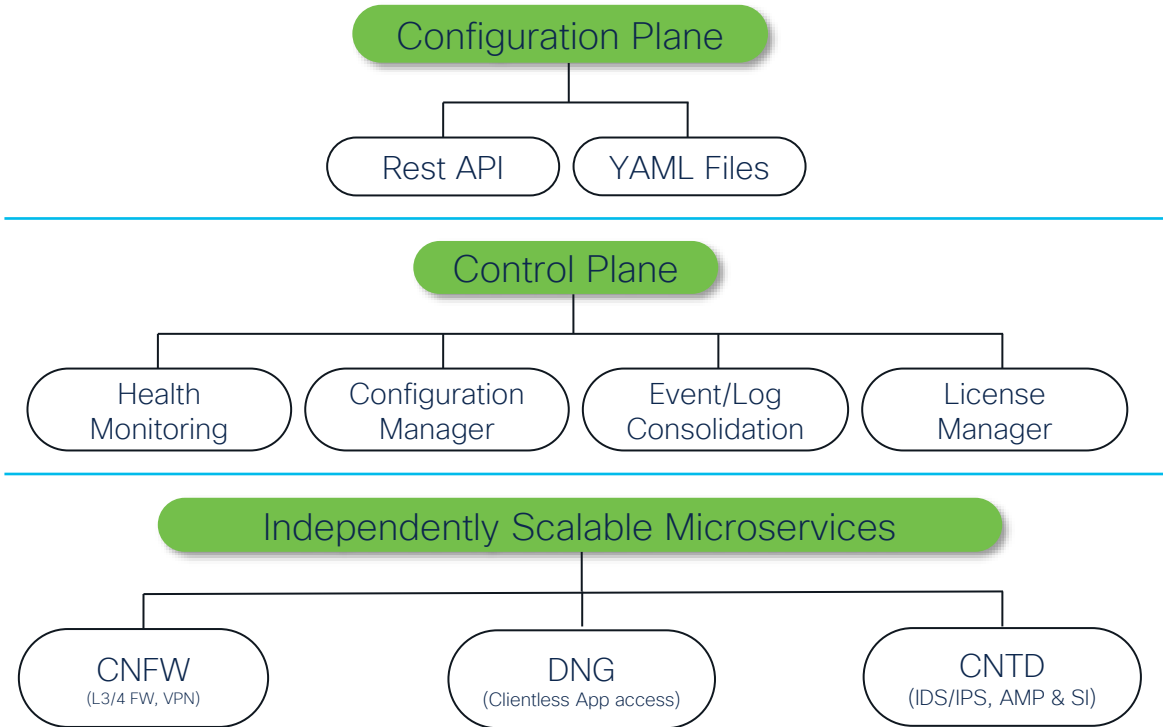 Configuration Plane
Rest API
YAML Files
Control Plane
Health
Monitoring
Configuration
Manager
Event/Log
Consolidation
License
Manager
Independently Scalable Microservices
CNFW
(L3/4 FW, VPN)
DNG
(Clientless App access)
CNTD
(IDS/IPS, AMP & SI)